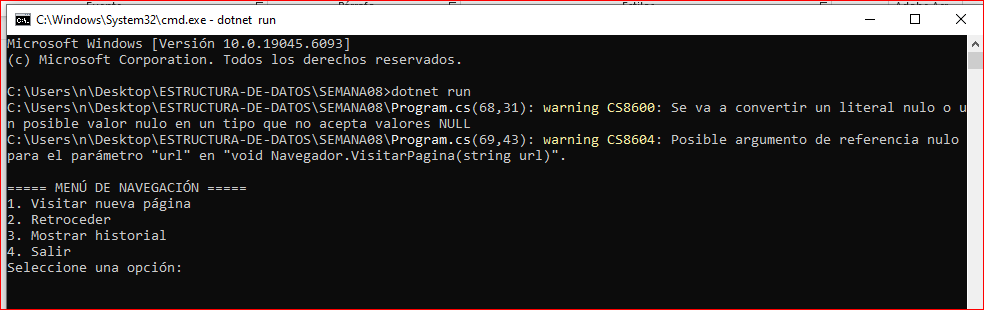 C:\Windows\System32\cmd.exe - dotnet run
Microsoft Windows [Versión 10.0.19045.6093]
(c) Microsoft Corporation. Todos los derechos reservados.
C:\Users\n\Desktop\ESTRUCTURA-DE-DATOS\SEMANA08>dotnet run
C:\Users\n\Desktop\ESTRUCTURA-DE-DATOS\SEMANA08\Program.cs(68,31): warning CS8600: Se va a convertir un literal nulo o u
n posible valor nulo en un tipo que no acepta valores NULL
C:\Users\n\Desktop\ESTRUCTURA-DE-DATOS\SEMANA08\Program.cs(69,43): warning CS8604: Posible argumento de referencia nulo
para el parámetro "url" en "void Navegador.VisitarPagina(string url)".
===== MENÚ DE NAVEGACIÓN =====
1. Visitar nueva página
2. Retroceder
3. Mostrar historial
4. Salir
Seleccione una opción: